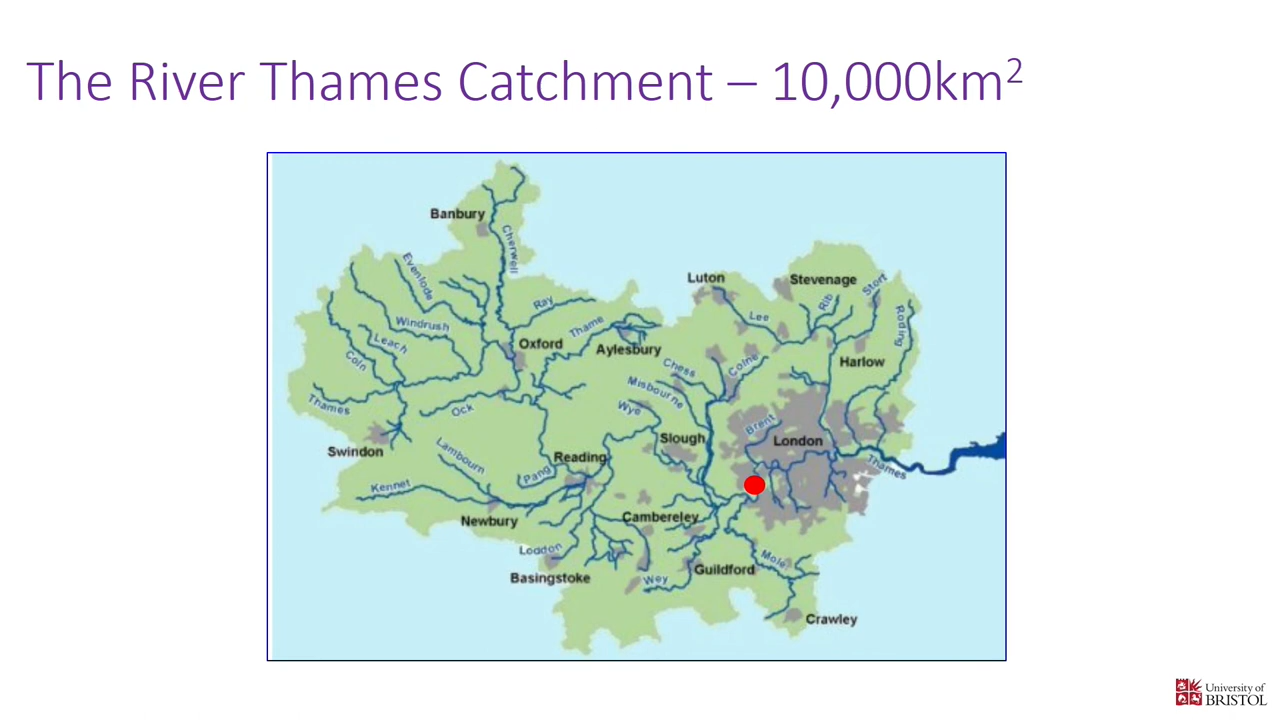 The River Thames Catchment – 10,000km²
Banbury
Cherwell
Evenlode
Luton
Stevenage
Stort
Rib
Ray
Lee
Roding
Windrush
Thame
Leach
Oxford
Aylesbury
Coln
Chess
Colne
Harlow
Misbourne
Thames
Ock
Wye
Brent
Swindon
Slough
London
Lambourn
Reading
Thames
Pang
Kennet
Newbury
Cambereley
Loddon
Mole
Basingstoke
Wey
Guildford
Crawley
University of
BRISTOL